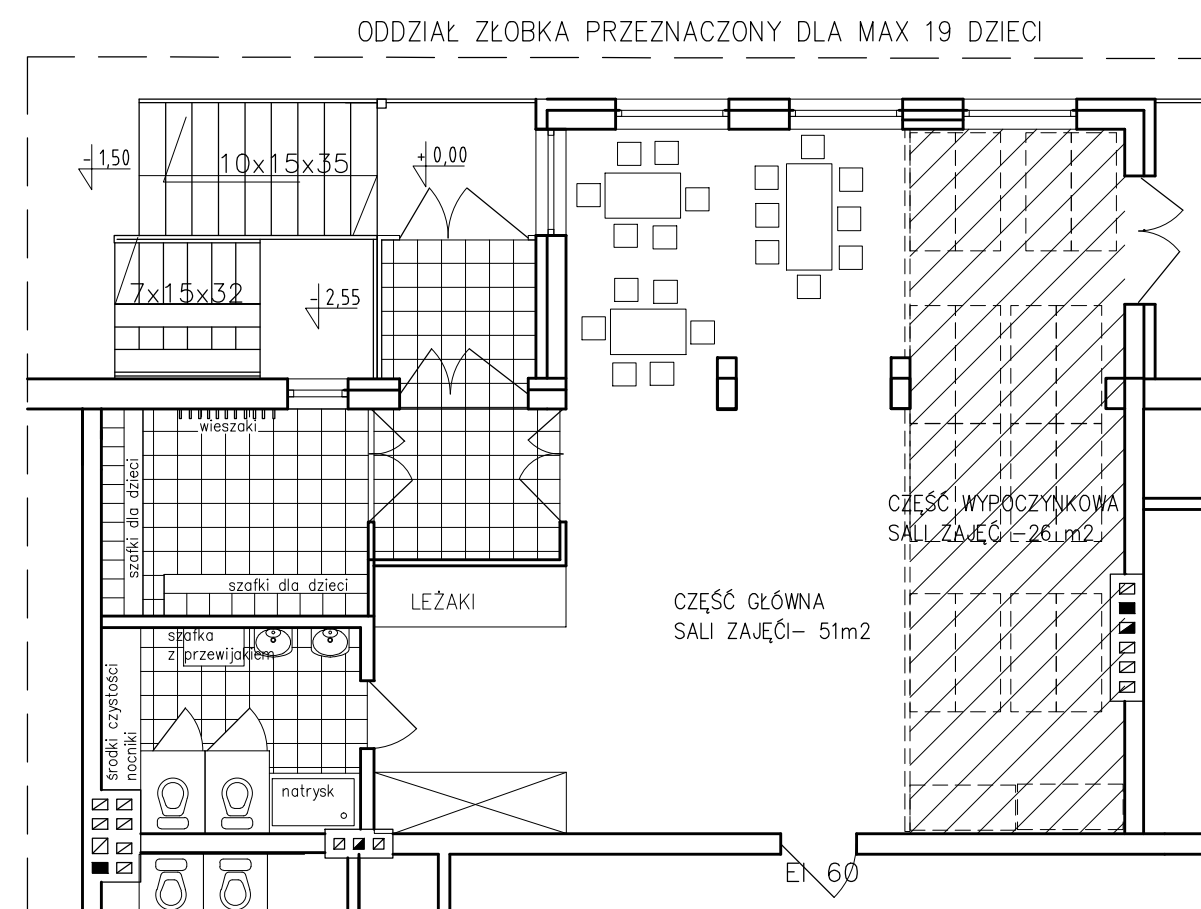 ODDZIAŁ ŻŁOBKA PRZEZNACZONY DLA MAX 19 DZIECI
- 1,50
10x15x35
+ 0,00
7x15x32
- 2,55
wieszaki
szafki dla dzieci
szafki dla dzieci
LEŻAKI
CZĘŚĆ GŁÓWNA
SALI ZAJĘĆI- 51m2
CZĘŚĆ WYPOCZYNKOWA
SALI ZAJĘĆ -26 m2
szafka
z przewijakiem
środki czystości
nocniki
natrysk
EI 60